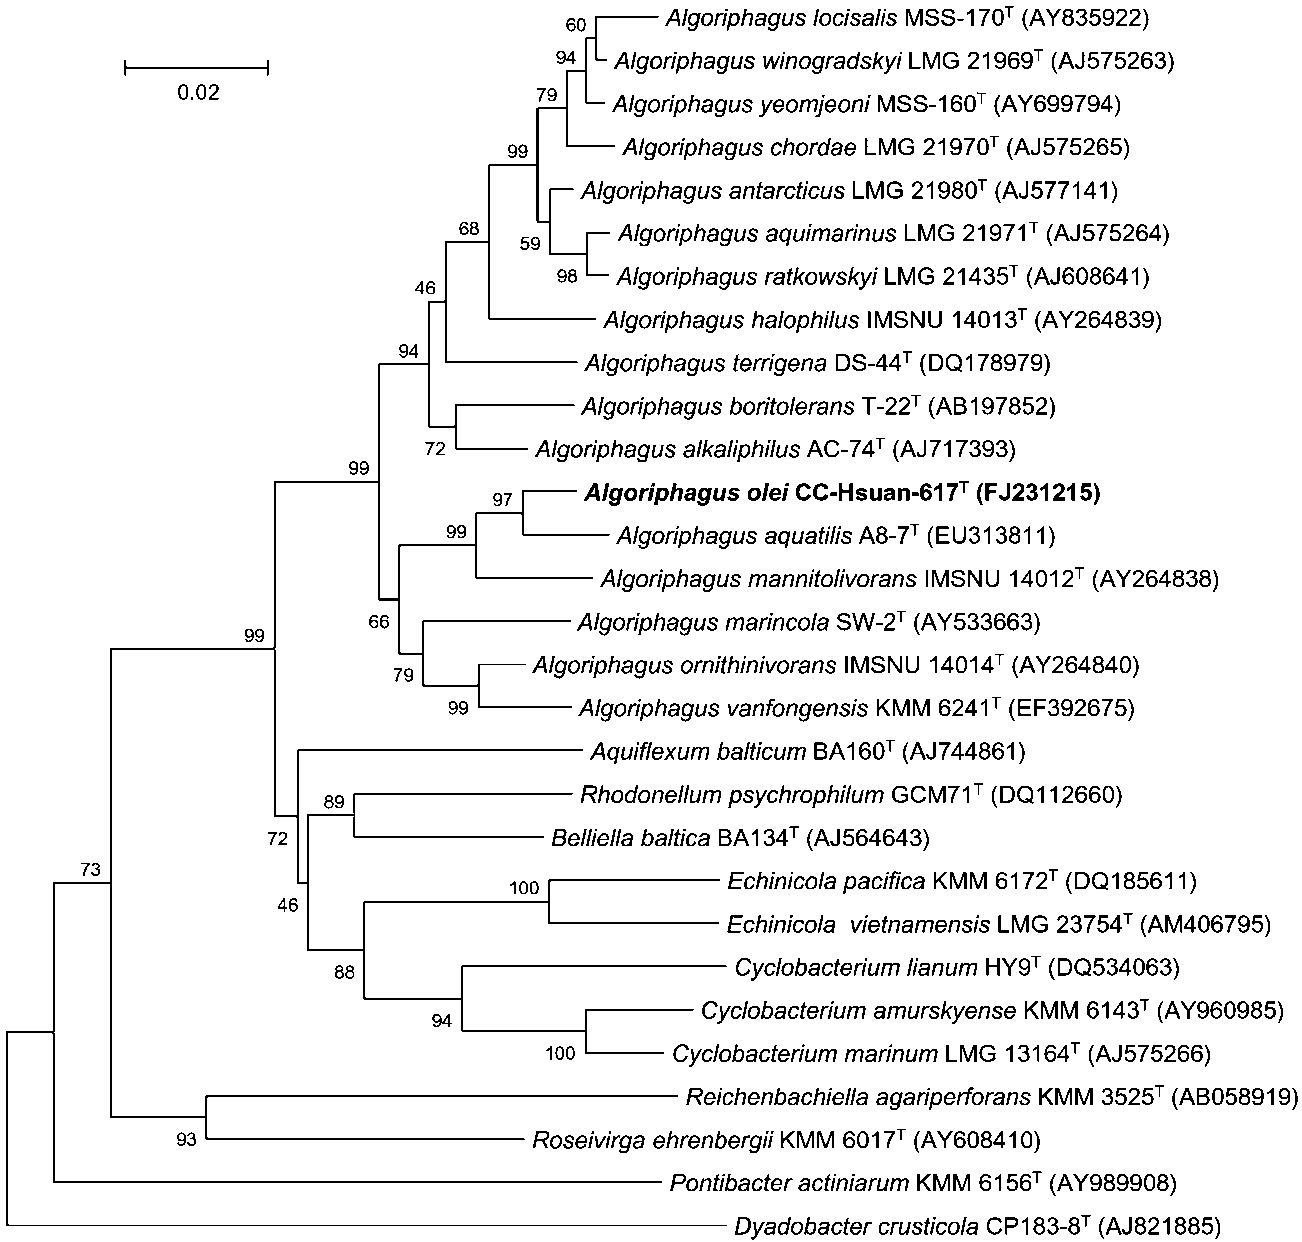 60 Algoriphagus locisalis MSS-170ᵀ (AY835922)
0.02
94 Algoriphagus winogradskyi LMG 21969ᵀ (AJ575263)
79 Algoriphagus yeomjeoni MSS-160ᵀ (AY699794)
99 Algoriphagus chordae LMG 21970ᵀ (AJ575265)
Algoriphagus antarcticus LMG 21980ᵀ (AJ577141)
68 59 Algoriphagus aquimarinus LMG 21971ᵀ (AJ575264)
46 98 Algoriphagus ratkowskyi LMG 21435ᵀ (AJ608641)
Algoriphagus halophilus IMSNU 14013ᵀ (AY264839)
94 Algoriphagus terrigena DS-44ᵀ (DQ178979)
Algoriphagus boritolerans T-22ᵀ (AB197852)
72 Algoriphagus alkaliphilus AC-74ᵀ (AJ717393)
99 97 Algoriphagus olei CC-Hsuan-617ᵀ (FJ231215)
99 Algoriphagus aquatilis A8-7ᵀ (EU313811)
Algoriphagus mannitolivorans IMSNU 14012ᵀ (AY264838)
66 Algoriphagus marincola SW-2ᵀ (AY533663)
99 79 Algoriphagus ornithinivorans IMSNU 14014ᵀ (AY264840)
99 Algoriphagus vanfongensis KMM 6241ᵀ (EF392675)
Aquiflexum balticum BA160ᵀ (AJ744861)
89 Rhodonellum psychrophilum GCM71ᵀ (DQ112660)
72 Belliella baltica BA134ᵀ (AJ564643)
73 100 Echinicola pacifica KMM 6172ᵀ (DQ185611)
46 Echinicola vietnamensis LMG 23754ᵀ (AM406795)
88 Cyclobacterium lianum HY9ᵀ (DQ534063)
94 Cyclobacterium amurskyense KMM 6143ᵀ (AY960985)
100 Cyclobacterium marinum LMG 13164ᵀ (AJ575266)
Reichenbachiella agariperforans KMM 3525ᵀ (AB058919)
93 Roseivirga ehrenbergii KMM 6017ᵀ (AY608410)
Pontibacter actiniarum KMM 6156ᵀ (AY989908)
Dyadobacter crusticola CP183-8ᵀ (AJ821885)